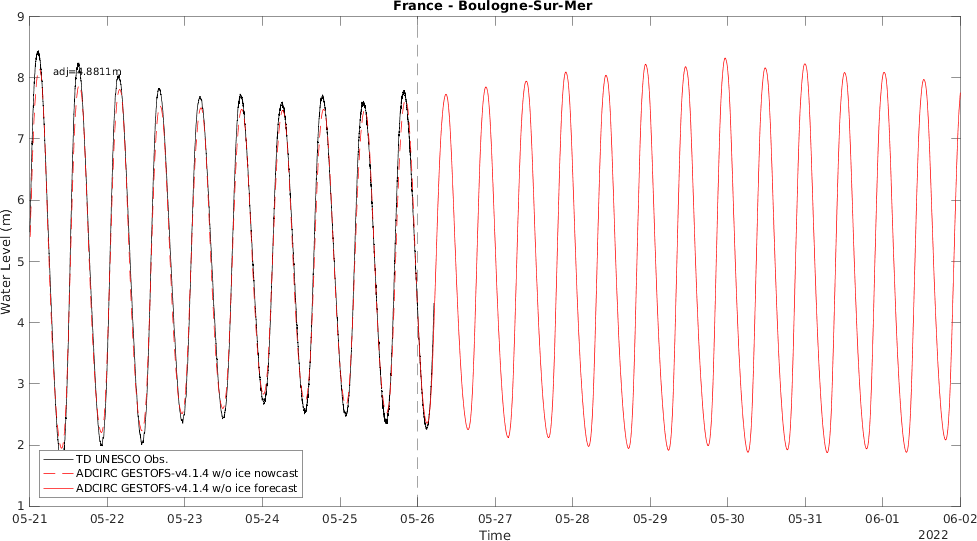 France - Boulogne-Sur-Mer
9
8
7
6
5
4
3
2
1
Water Level (m)
adj=4.8811m
TD UNESCO Obs.
ADCIRC GESTOFS-v4.1.4 w/o ice nowcast
ADCIRC GESTOFS-v4.1.4 w/o ice forecast
05-21 05-22 05-23 05-24 05-25 05-26 05-27 05-28 05-29 05-30 05-31 06-01 06-02
Time
2022